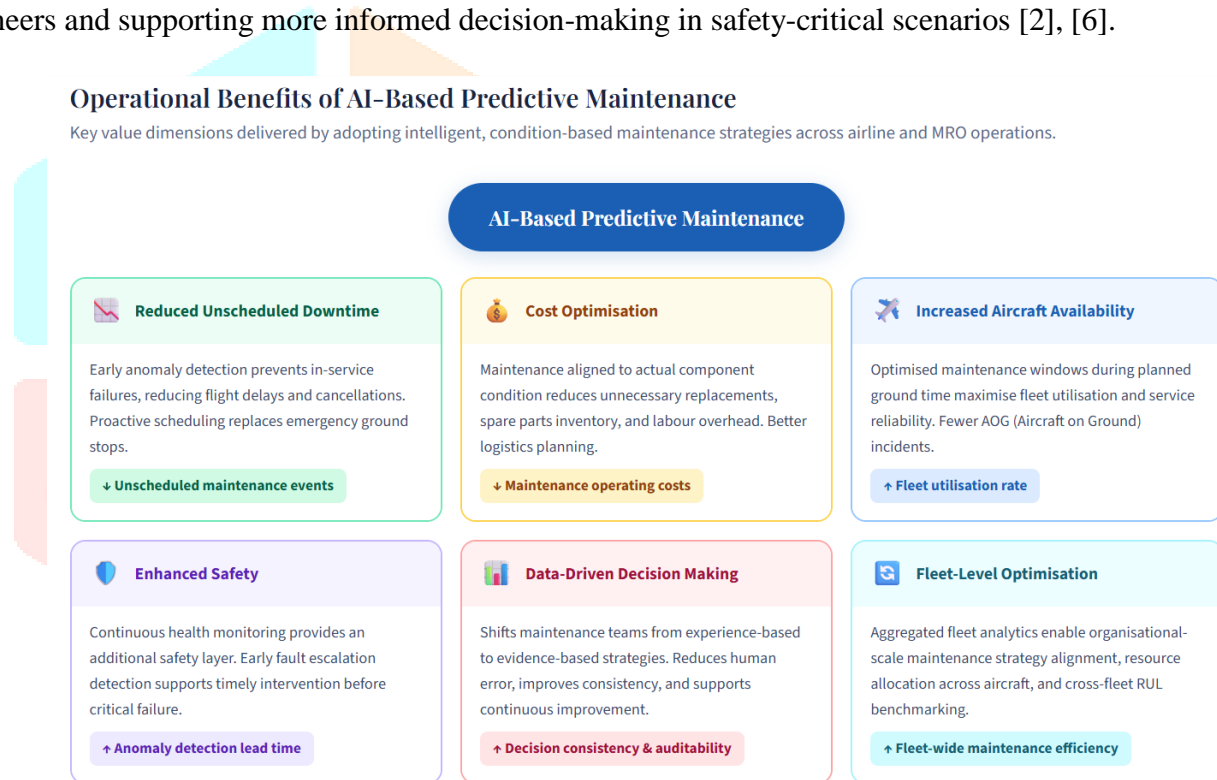 neers and supporting more informed decision-making in safety-critical scenarios [2], [6].
Operational Benefits of AI-Based Predictive Maintenance
Key value dimensions delivered by adopting intelligent, condition-based maintenance strategies across airline and MRO operations.
AI-Based Predictive Maintenance
Reduced Unscheduled Downtime
Early anomaly detection prevents in-service
failures, reducing flight delays and cancellations.
Proactive scheduling replaces emergency ground
stops.
↓ Unscheduled maintenance events
Cost Optimisation
Maintenance aligned to actual component
condition reduces unnecessary replacements,
spare parts inventory, and labour overhead. Better
logistics planning.
↓ Maintenance operating costs
Increased Aircraft Availability
Optimised maintenance windows during planned
ground time maximise fleet utilisation and service
reliability. Fewer AOG (Aircraft on Ground)
incidents.
↑ Fleet utilisation rate
Enhanced Safety
Continuous health monitoring provides an
additional safety layer. Early fault escalation
detection supports timely intervention before
critical failure.
↑ Anomaly detection lead time
Data-Driven Decision Making
Shifts maintenance teams from experience-based
to evidence-based strategies. Reduces human
error, improves consistency, and supports
continuous improvement.
↑ Decision consistency & auditability
Fleet-Level Optimisation
Aggregated fleet analytics enable organisational-
scale maintenance strategy alignment, resource
allocation across aircraft, and cross-fleet RUL
benchmarking.
↑ Fleet-wide maintenance efficiency